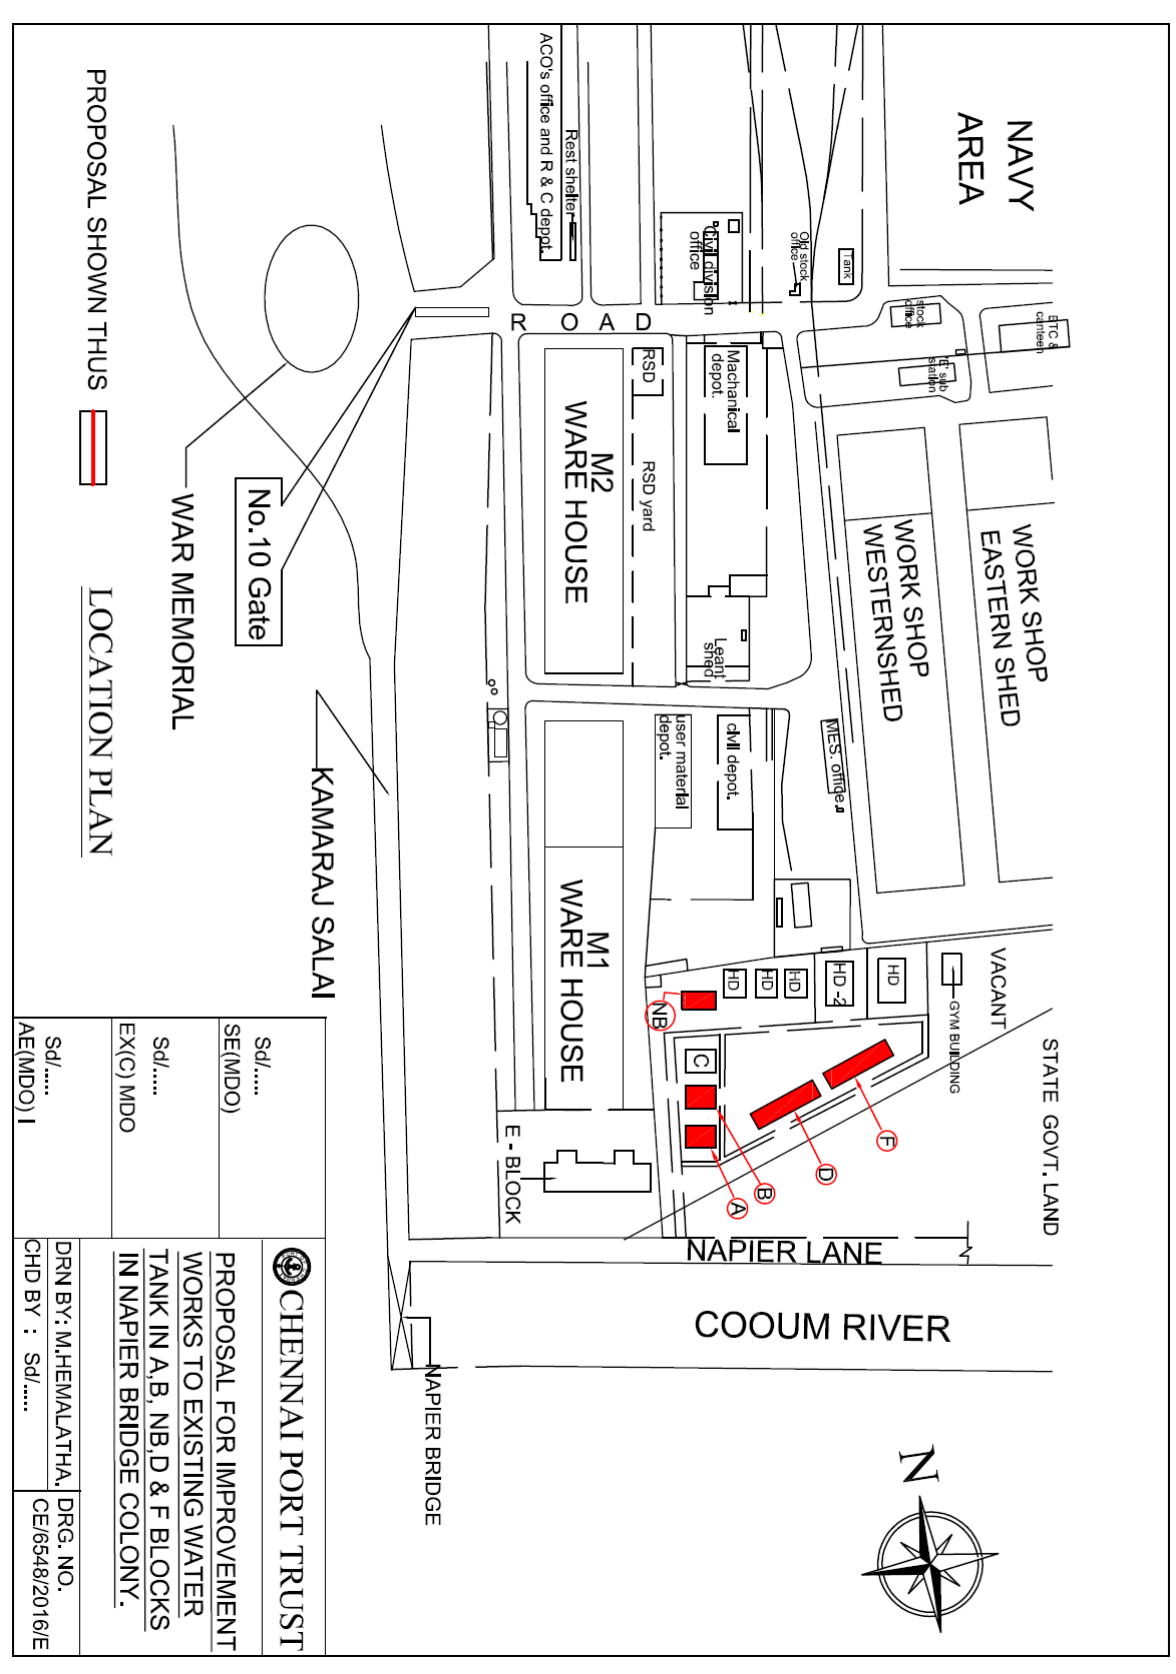 NAVY
AREA
Tank
Old stock
office
stock
office
BTC &
canteen
'E' sub
station
Civil division
office
ACO's office and R & C depot.
Rest shelter
R O A D
RSD
RSD yard
Machanical
depot.
M2
WARE HOUSE
WORK SHOP
EASTERN SHED
WORK SHOP
WESTERNSHED
Leant
shed
MES. office
civil depot.
user material
depot.
M1
WARE HOUSE
No.10 Gate
WAR MEMORIAL
KAMARAJ SALAI
PROPOSAL SHOWN THUS
LOCATION PLAN
VACANT
GYM BUILDING
STATE GOVT. LAND
HD
HD -2
HD
HD
HD
NB
C
F
D
B
A
E - BLOCK
NAPIER LANE
COOUM RIVER
NAPIER BRIDGE
N
Sd/.....
SE(MDO)
Sd/.....
EX(C) MDO
Sd/.....
AE(MDO) I
CHENNAI PORT TRUST
PROPOSAL FOR IMPROVEMENT
WORKS TO EXISTING WATER
TANK IN A,B, NB,D & F BLOCKS
IN NAPIER BRIDGE COLONY.
DRN BY: M.HEMALATHA.
CHD BY : Sd/.....
DRG. NO.
CE/6548/2016/E